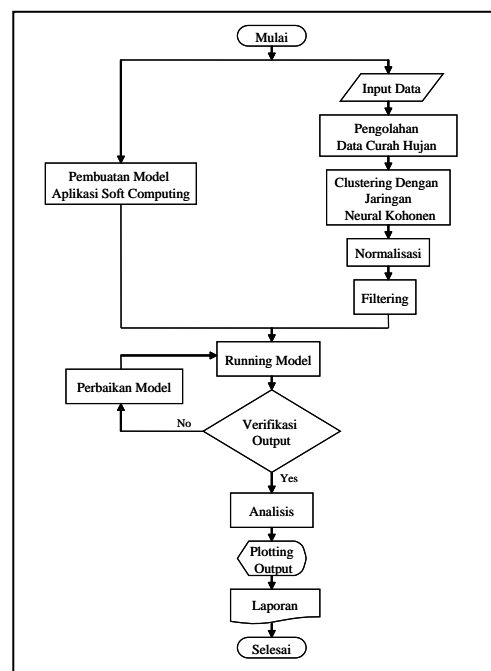 Mulai
Input Data
Pengolahan
Data Curah Hujan
Pembuatan Model
Aplikasi Soft Computing
Clustering Dengan
Jaringan
Neural Kohonen
Normalisasi
Filtering
Running Model
Perbaikan Model
No
Verifikasi
Output
Yes
Analisis
Plotting
Output
Laporan
Selesai